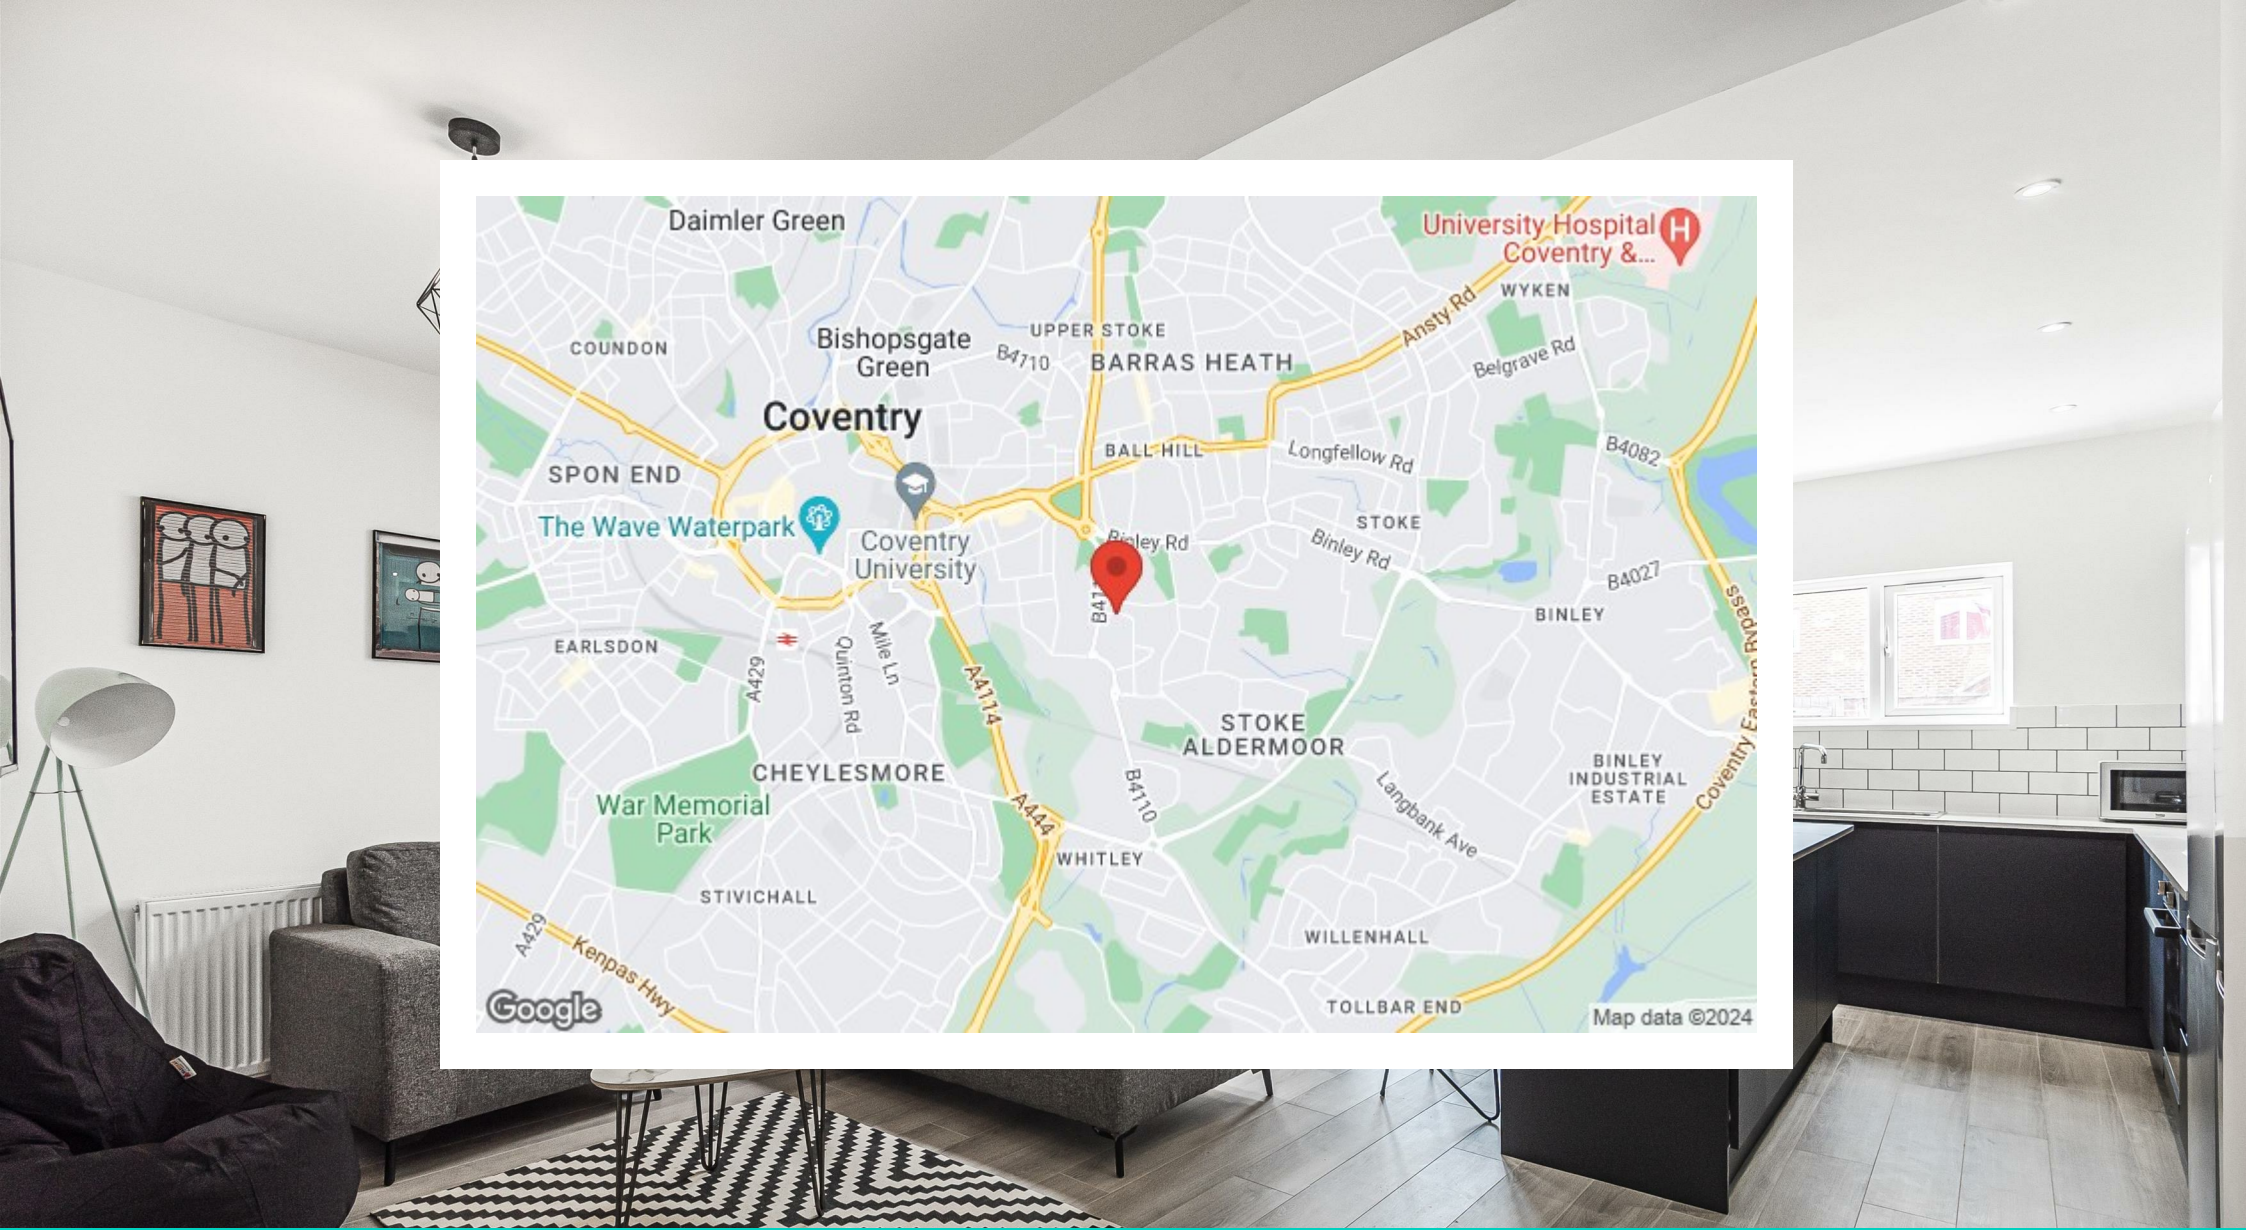 Daimler Green
University Hospital
Coventry &...
WYKEN
UPPER STOKE
Bishopsgate
Green
COUNDON
B4710
BARRAS HEATH
Ansty Rd
Belgrave Rd
Coventry
BALL HILL
Longfellow Rd
B4082
SPON END
The Wave Waterpark
Coventry
University
STOKE
Binley Rd
Binley Rd
B4027
BINLEY
EARLSDON
A429
Quinton Rd
Mile Ln
A4114
STOKE
ALDERMOOR
Coventry Eastern Bypass
BINLEY
INDUSTRIAL
ESTATE
CHEYLESMORE
War Memorial
Park
A444
B4110
Langbank Ave
WHITLEY
STIVICHALL
A429
Kenpas Hwy
WILLENHALL
TOLLBAR END
Google
Map data ©2024